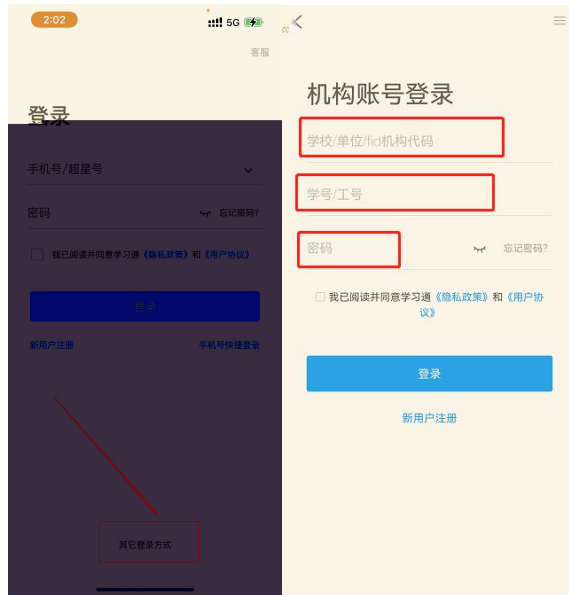 2:02
5G
客服
登录
手机号/超星号
密码
忘记密码?
我已阅读并同意学习通《隐私政策》和《用户协议》
登录
新用户注册
手机号快捷登录
其它登录方式
机构账号登录
学校/单位/fid机构代码
学号/工号
密码
忘记密码?
我已阅读并同意学习通《隐私政策》和《用户协
议》
登录
新用户注册